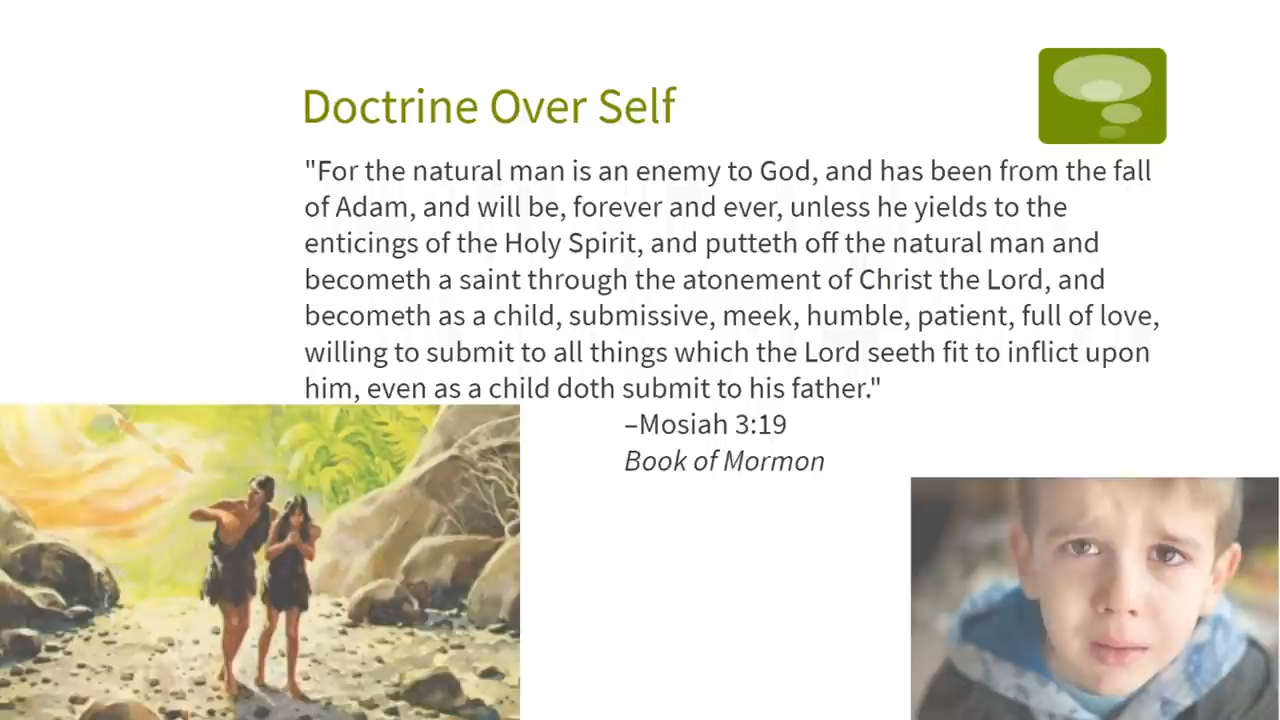 Doctrine Over Self
"For the natural man is an enemy to God, and has been from the fall
of Adam, and will be, forever and ever, unless he yields to the
enticings of the Holy Spirit, and putteth off the natural man and
becometh a saint through the atonement of Christ the Lord, and
becometh as a child, submissive, meek, humble, patient, full of love,
willing to submit to all things which the Lord seeth fit to inflict upon
him, even as a child doth submit to his father."
–Mosiah 3:19
Book of Mormon